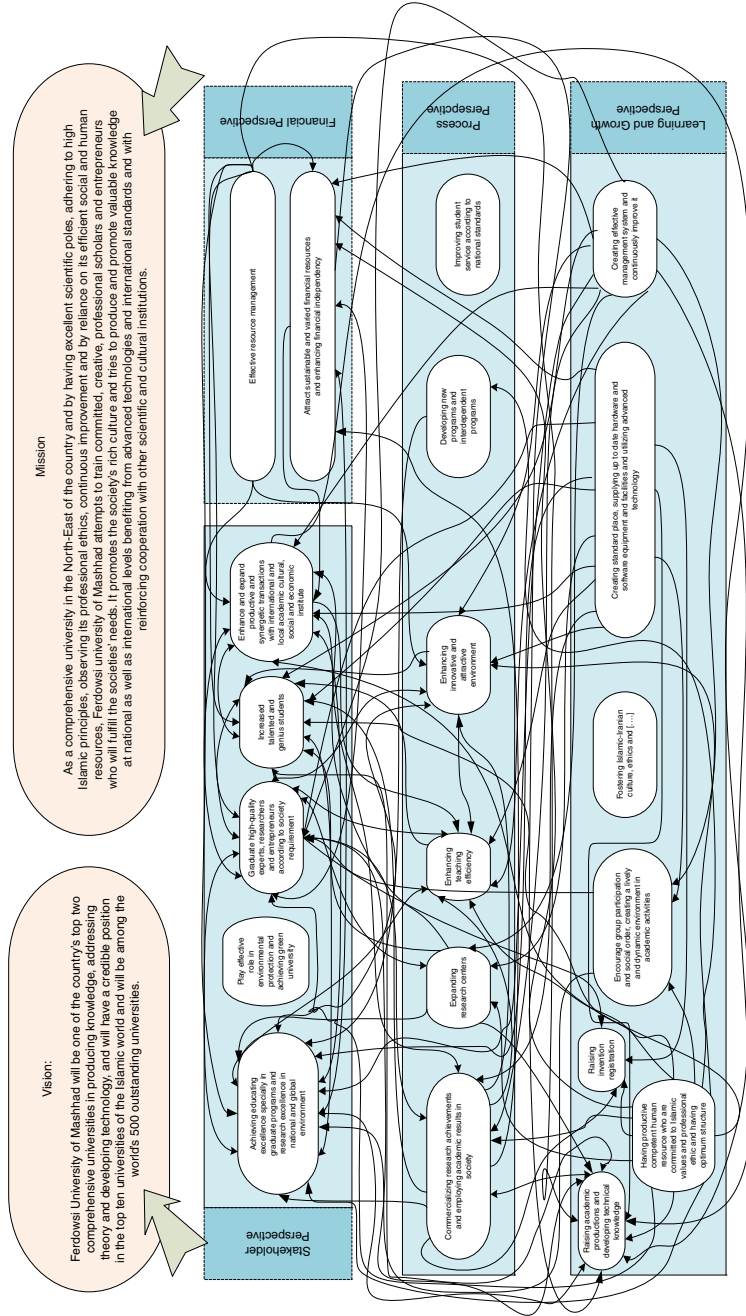 Vision:
Ferdowsi University of Mashhad will be one of the country's top two
comprehensive universities in producing knowledge, addressing
theory and developing technology, and will have a credible position
in the top ten universities of the Islamic world and will be among the
world's 500 outstanding universities.
Mission
As a comprehensive university in the North-East of the country and by having excellent scientific poles, adhering to high
Islamic principles, observing its professional ethics, continuous improvement and by reliance on its efficient social and human
resources, Ferdowsi university of Mashhad attempts to train committed, creative, professional scholars and entrepreneurs
who will fulfill the societies' needs. It promotes the society's rich culture and tries to produce and promote valuable knowledge
at national as well as international levels benefiting from advanced technologies and international standards and with
reinforcing cooperation with other scientific and cultural institutions.
Stakeholder
Perspective
Achieving educating
excellence specially in
graduate programs and
research excellence in
national and global
environment
Play effective
role in
environmental
protection and
achieving green
university
Graduate high-quality
experts, researchers
and entrepreneurs
according to society
requirement
Increased
talented and
genius students
Enhance and expand
productive and
synergetic transactions
with international and
local academic cultural,
social and economic
institute
Effective resource management
Attract sustainable and varied financial resources
and enhancing financial independency
Financial Perspective
Commercializing research achievements
and employing academic results in
society
Expanding
research centers
Enhancing
teaching
efficiency
Enhancing
innovative and
attractive
environment
Developing new
programs and
interdependent
programs
Improving student
service according to
national standards
Process
Persepctive
Raising academic
productions and
developing technical
knowledge
Having productive
competent human
resource who are
committed to Islamic
values and professional
ethic and having
optimum structure
Raising
invention
registration
Encourage group participation
and social order, creating a lively
and dynamic environment in
academic activities
Fostering Islamic-Iranian
culture, ethics and [….]
Creating standard place, supplying up to date hardware and
software equipment and facilities and utilizing advanced
technology
Creating effective
management system and
continuously improve it
Learning and Growth
Perspective